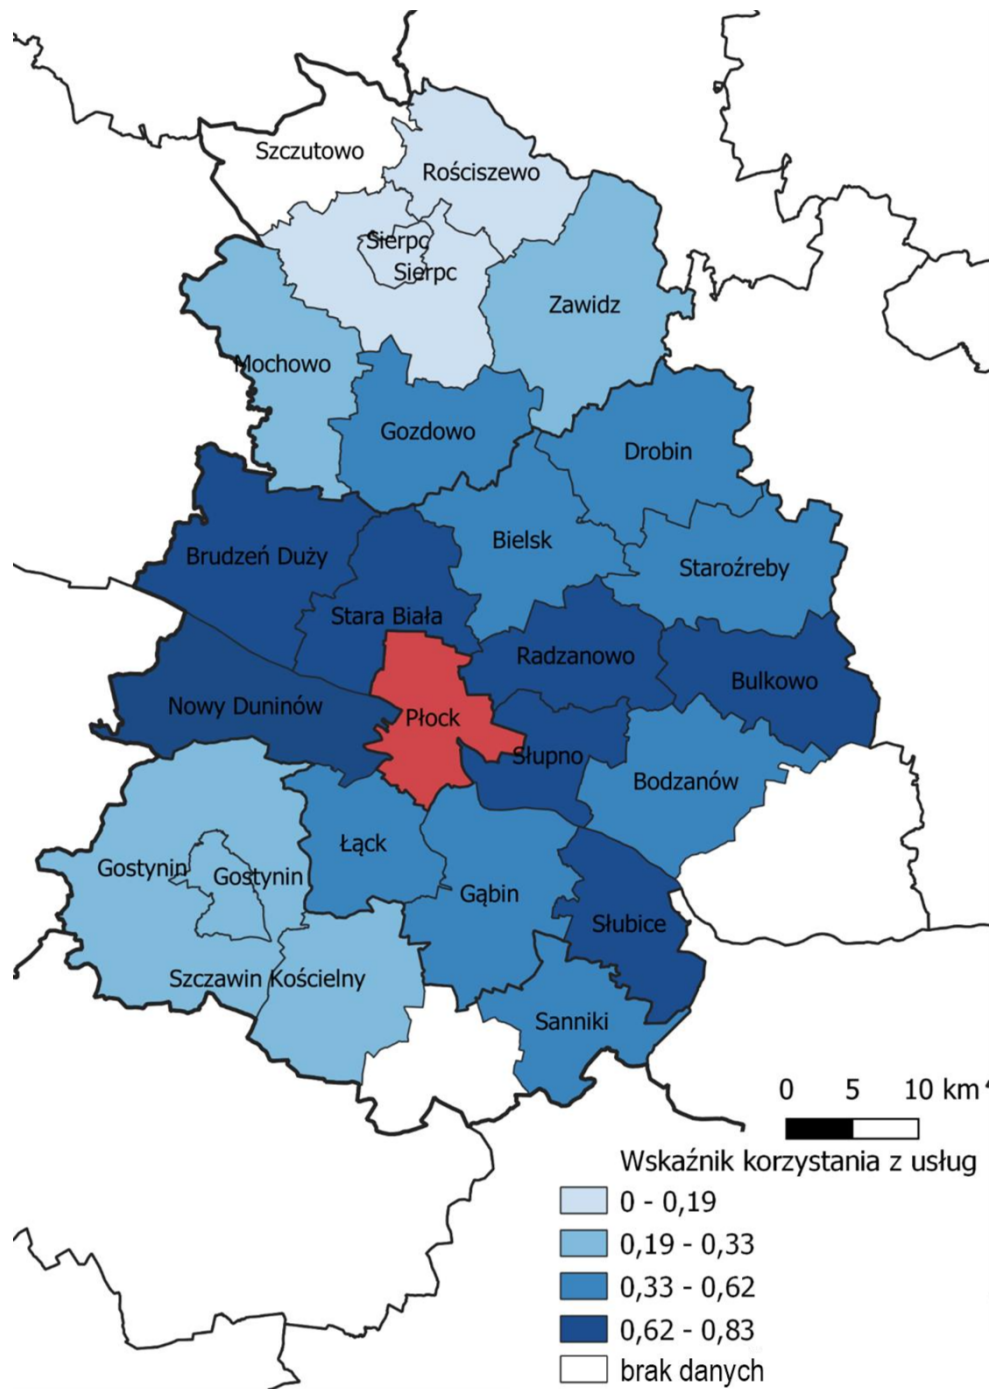 Szczutowo
Rościszewo
Sierpc
Sierpc
Zawidz
Mochowo
Gozdowo
Drobin
Bielsk
Brudzeń Duży
Staroźreby
Stara Biała
Radzanowo
Bulkowo
Nowy Duninów
Płock
Słupno
Bodzanów
Łąck
Gostynin
Gostynin
Gąbin
Słubice
Szczawin Kościelny
Sanniki
0 5 10 km
Wskaźnik korzystania z usług
0 - 0,19
0,19 - 0,33
0,33 - 0,62
0,62 - 0,83
brak danych